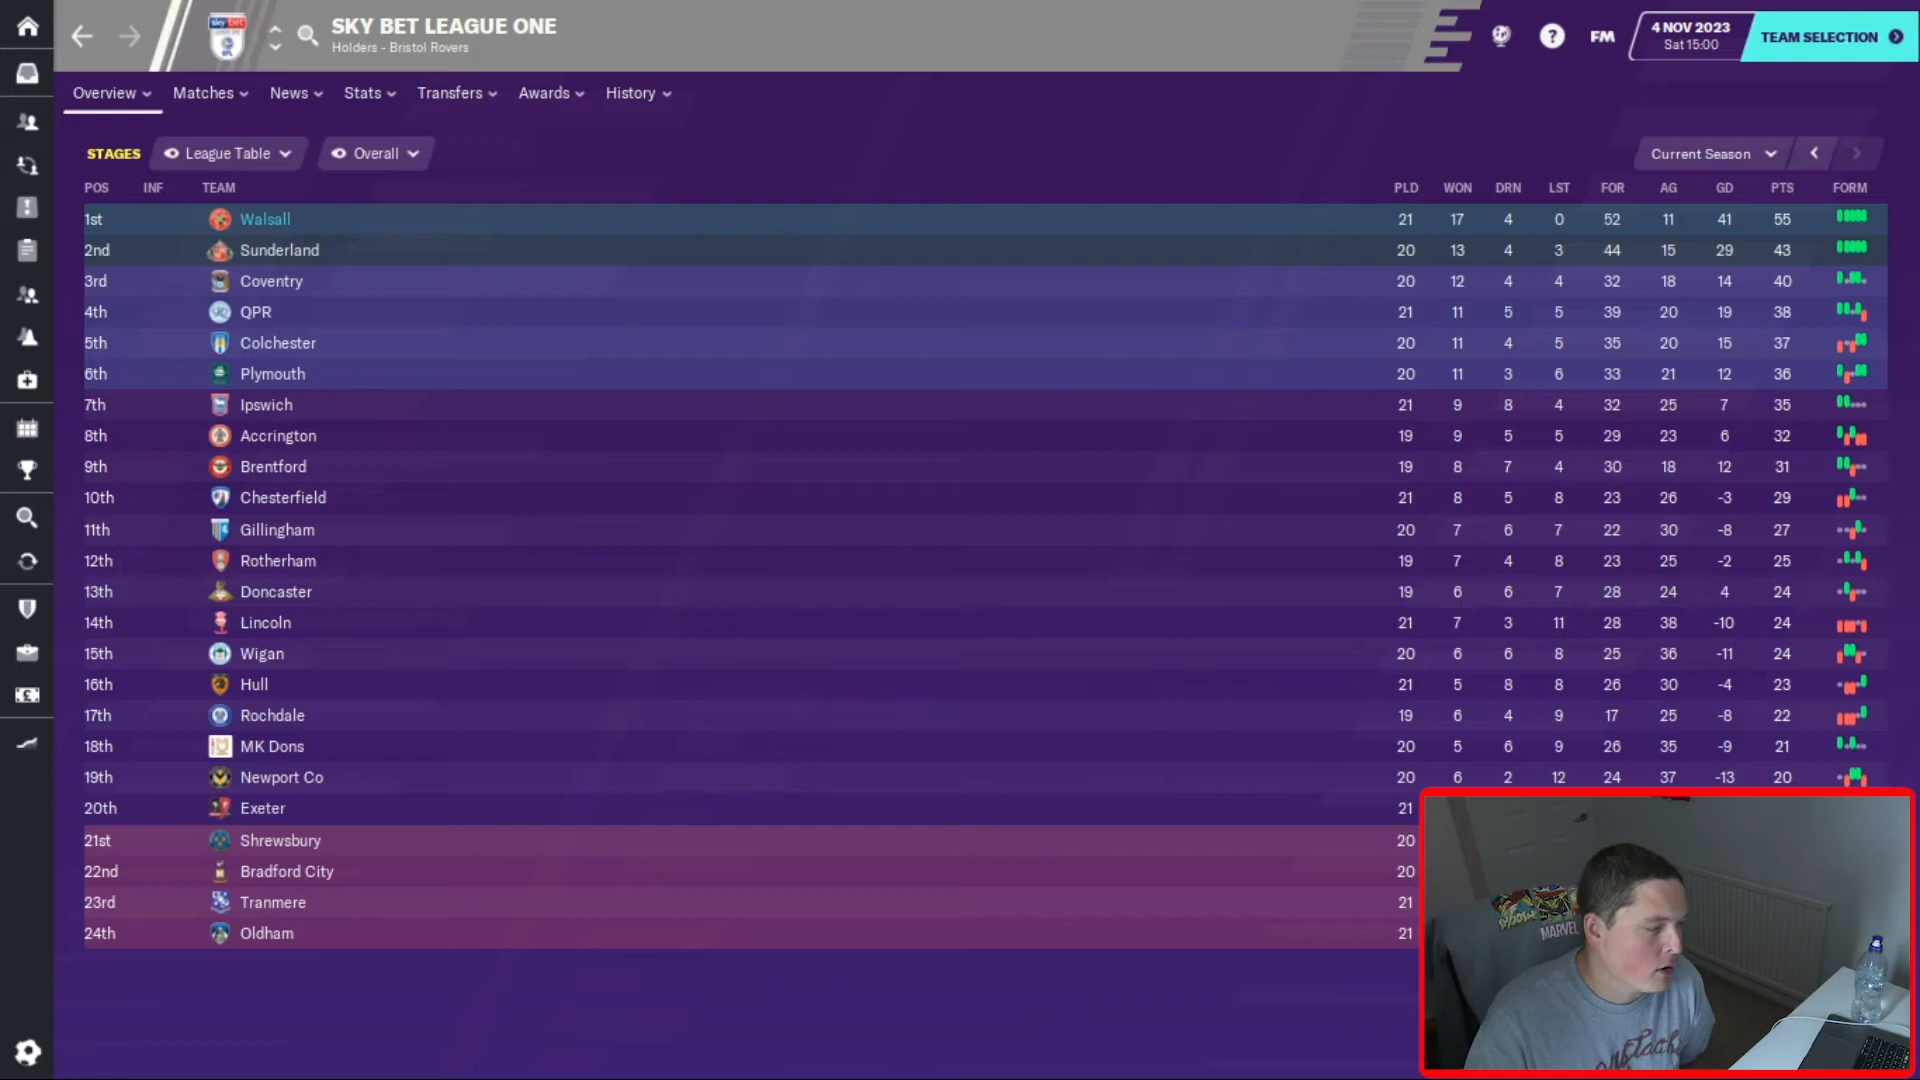 SKY BET LEAGUE ONE
Holders - Bristol Rovers
FM
4 NOV 2023
Sat 15:00
TEAM SELECTION
Overview Matches News Stats Transfers Awards History
STAGES League Table Overall Current Season
POS INF TEAM PLD WON DRN LST FOR AG GD PTS FORM
1st Walsall 21 17 4 0 52 11 41 55
2nd Sunderland 20 13 4 3 44 15 29 43
3rd Coventry 20 12 4 4 32 18 14 40
4th QPR 21 11 5 5 39 20 19 38
5th Colchester 20 11 4 5 35 20 15 37
6th Plymouth 20 11 3 6 33 21 12 36
7th Ipswich 21 9 8 4 32 25 7 35
8th Accrington 19 9 5 5 29 23 6 32
9th Brentford 19 8 7 4 30 18 12 31
10th Chesterfield 21 8 5 8 23 26 -3 29
11th Gillingham 20 7 6 7 22 30 -8 27
12th Rotherham 19 7 4 8 23 25 -2 25
13th Doncaster 19 6 6 7 28 24 4 24
14th Lincoln 21 7 3 11 28 38 -10 24
15th Wigan 20 6 6 8 25 36 -11 24
16th Hull 21 5 8 8 26 30 -4 23
17th Rochdale 19 6 4 9 17 25 -8 22
18th MK Dons 20 5 6 9 26 35 -9 21
19th Newport Co 20 6 2 12 24 37 -13 20
20th Exeter 21
21st Shrewsbury 20
22nd Bradford City 20
23rd Tranmere 21
24th Oldham 21
MARVEL